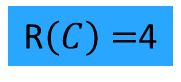 R(𝐶) =4